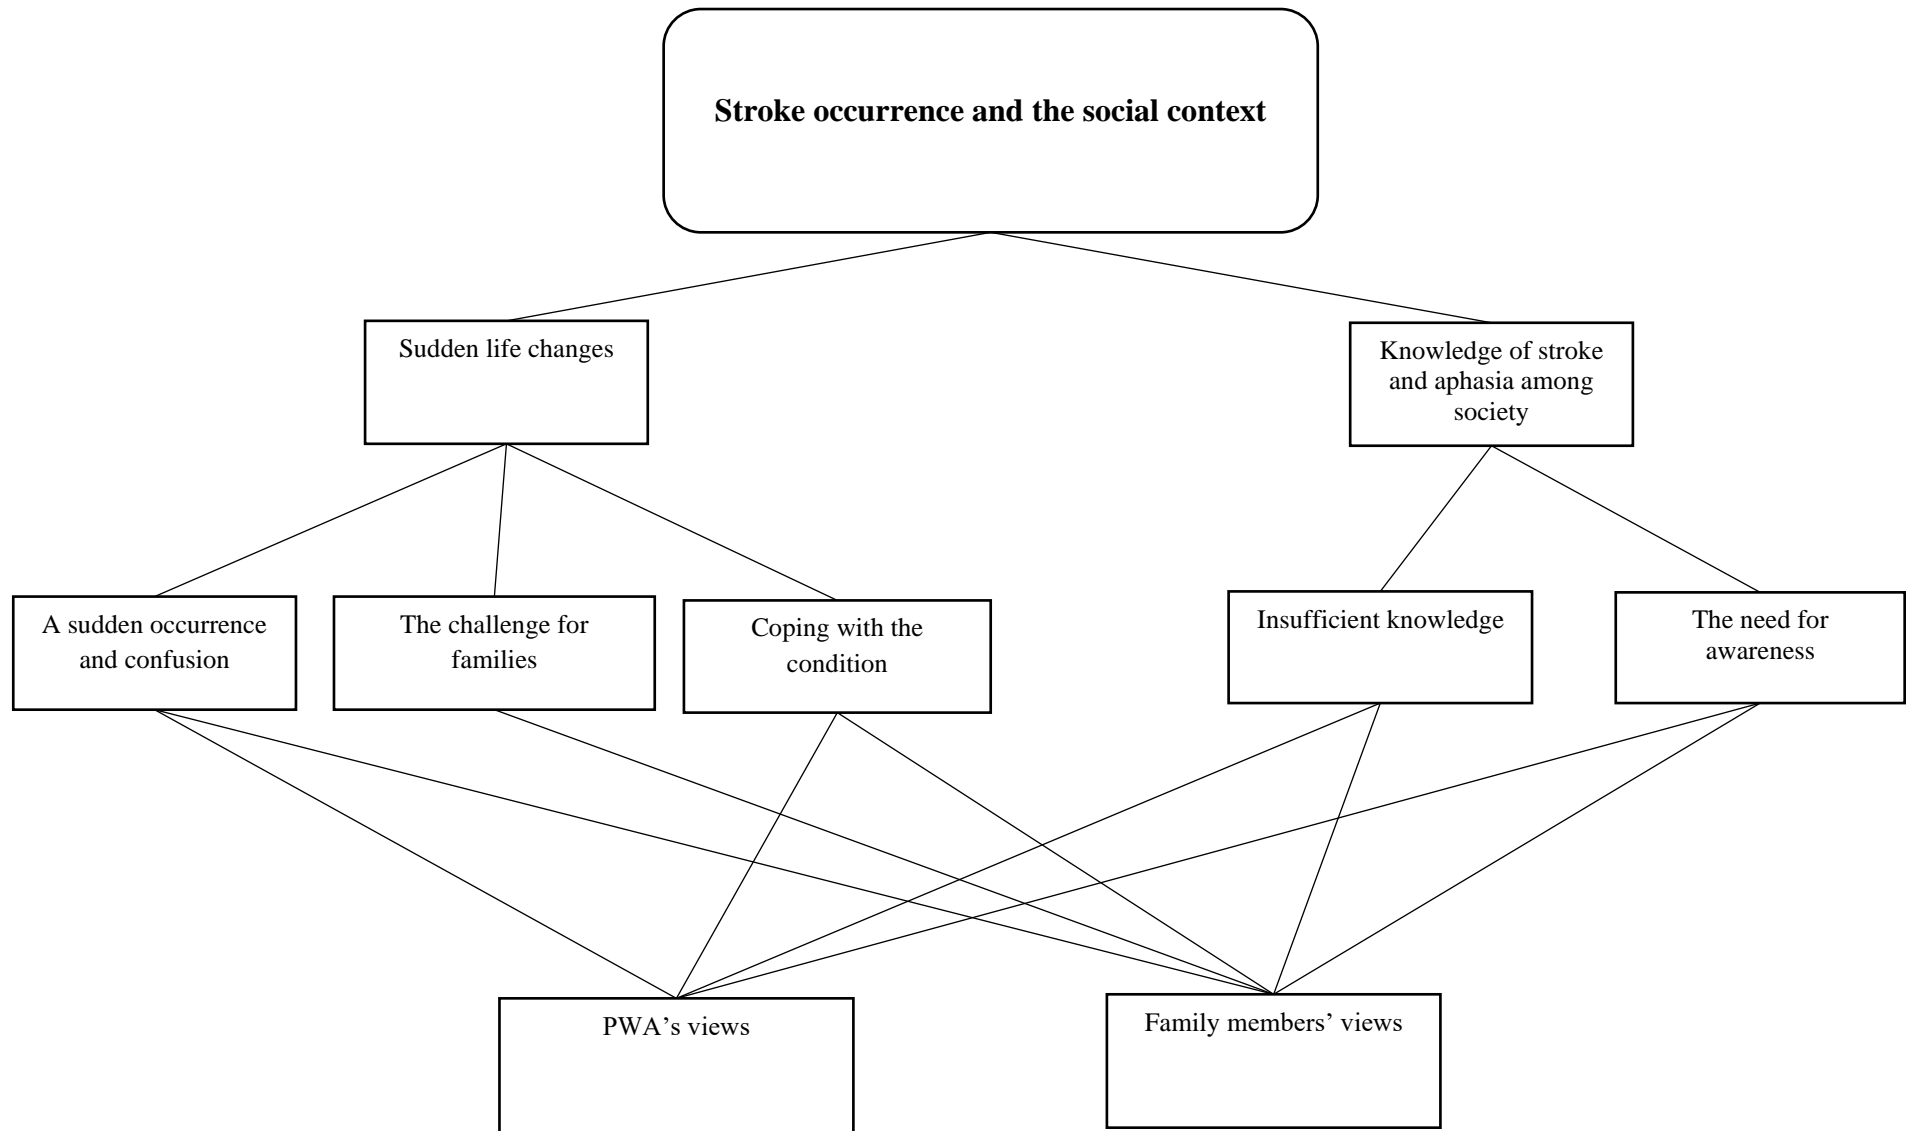 Stroke occurrence and the social context
Sudden life changes
Knowledge of stroke
and aphasia among
society
A sudden occurrence
and confusion
The challenge for
families
Coping with the
condition
Insufficient knowledge
The need for
awareness
PWA’s views
Family members’ views